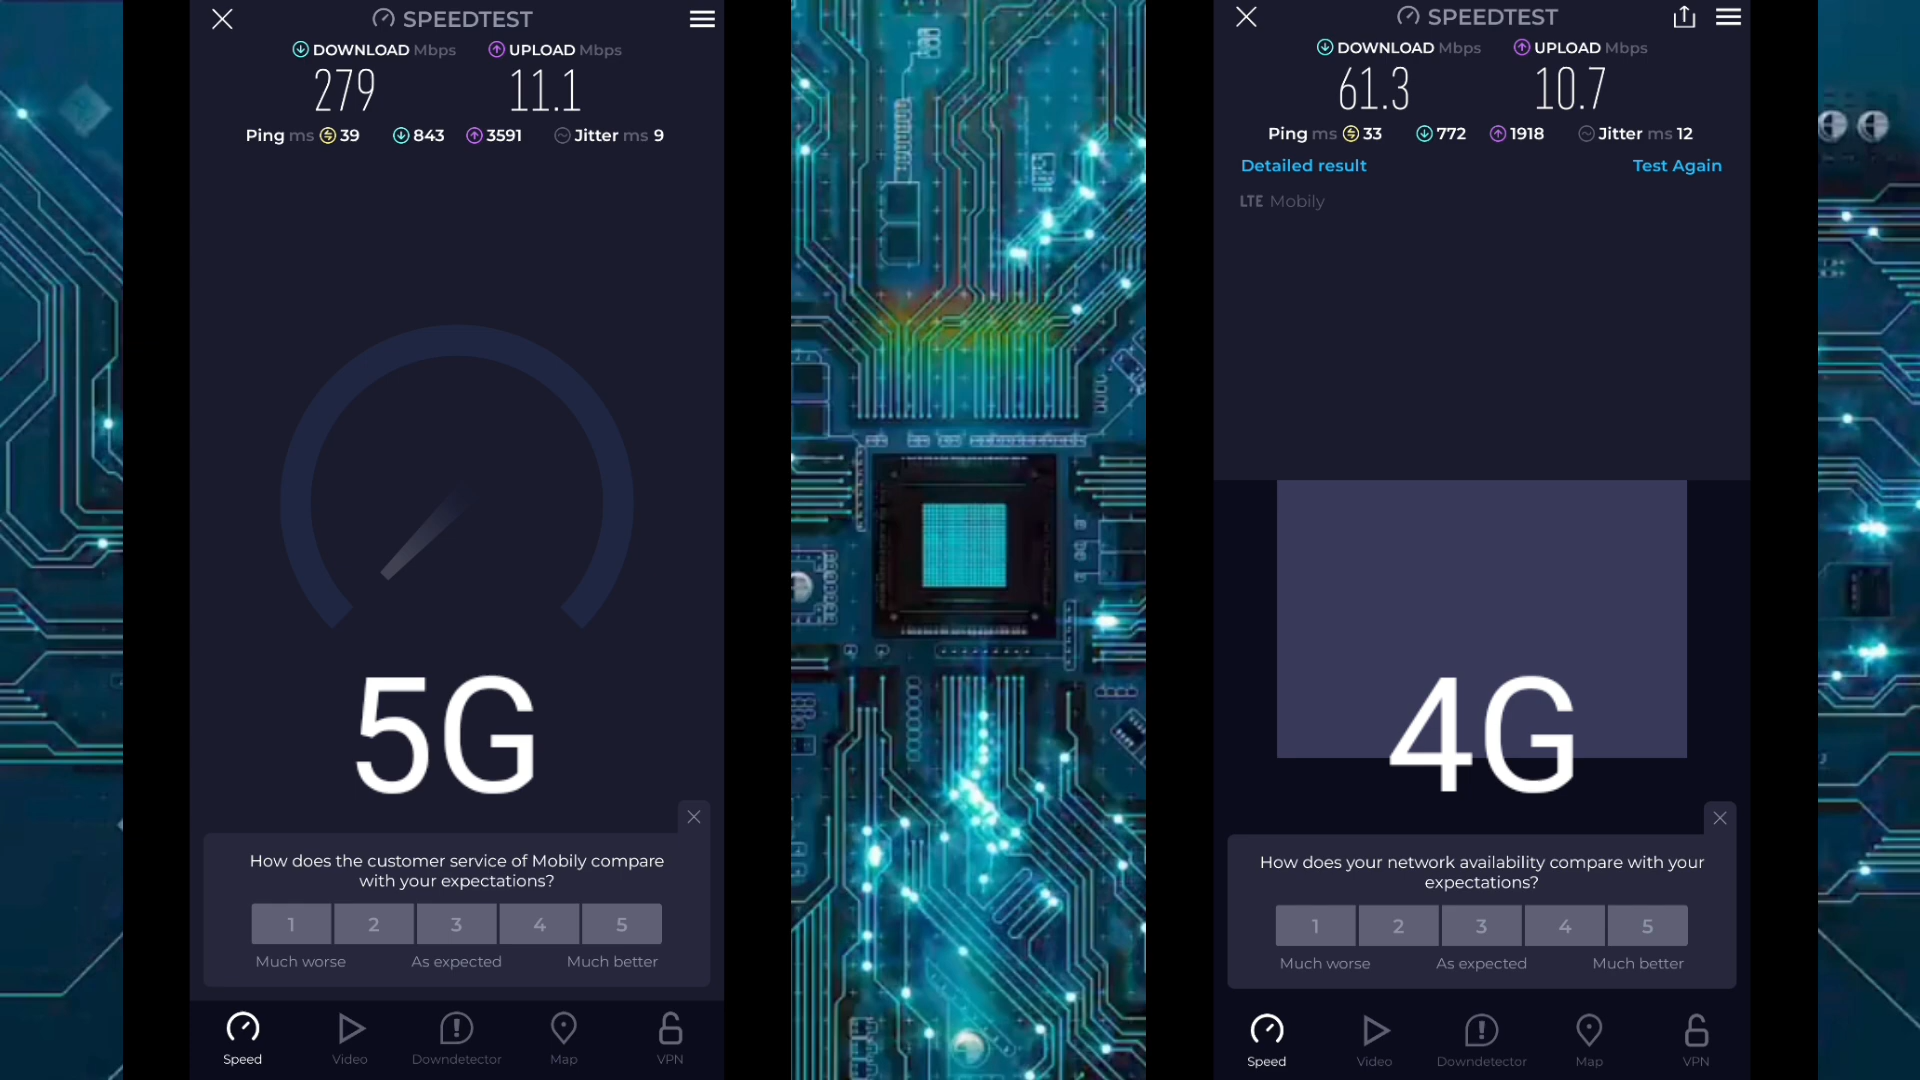 SPEEDTEST
DOWNLOAD Mbps UPLOAD Mbps
279 11.1
Ping ms 39 843 3591 Jitter ms 9
5G
How does the customer service of Mobily compare
with your expectations?
1 2 3 4 5
Much worse As expected Much better
Speed Video Downdetector Map VPN
SPEEDTEST
DOWNLOAD Mbps UPLOAD Mbps
61.3 10.7
Ping ms 33 772 1918 Jitter ms 12
Detailed result Test Again
LTE Mobily
4G
How does your network availability compare with your
expectations?
1 2 3 4 5
Much worse As expected Much better
Speed Video Downdetector Map VPN